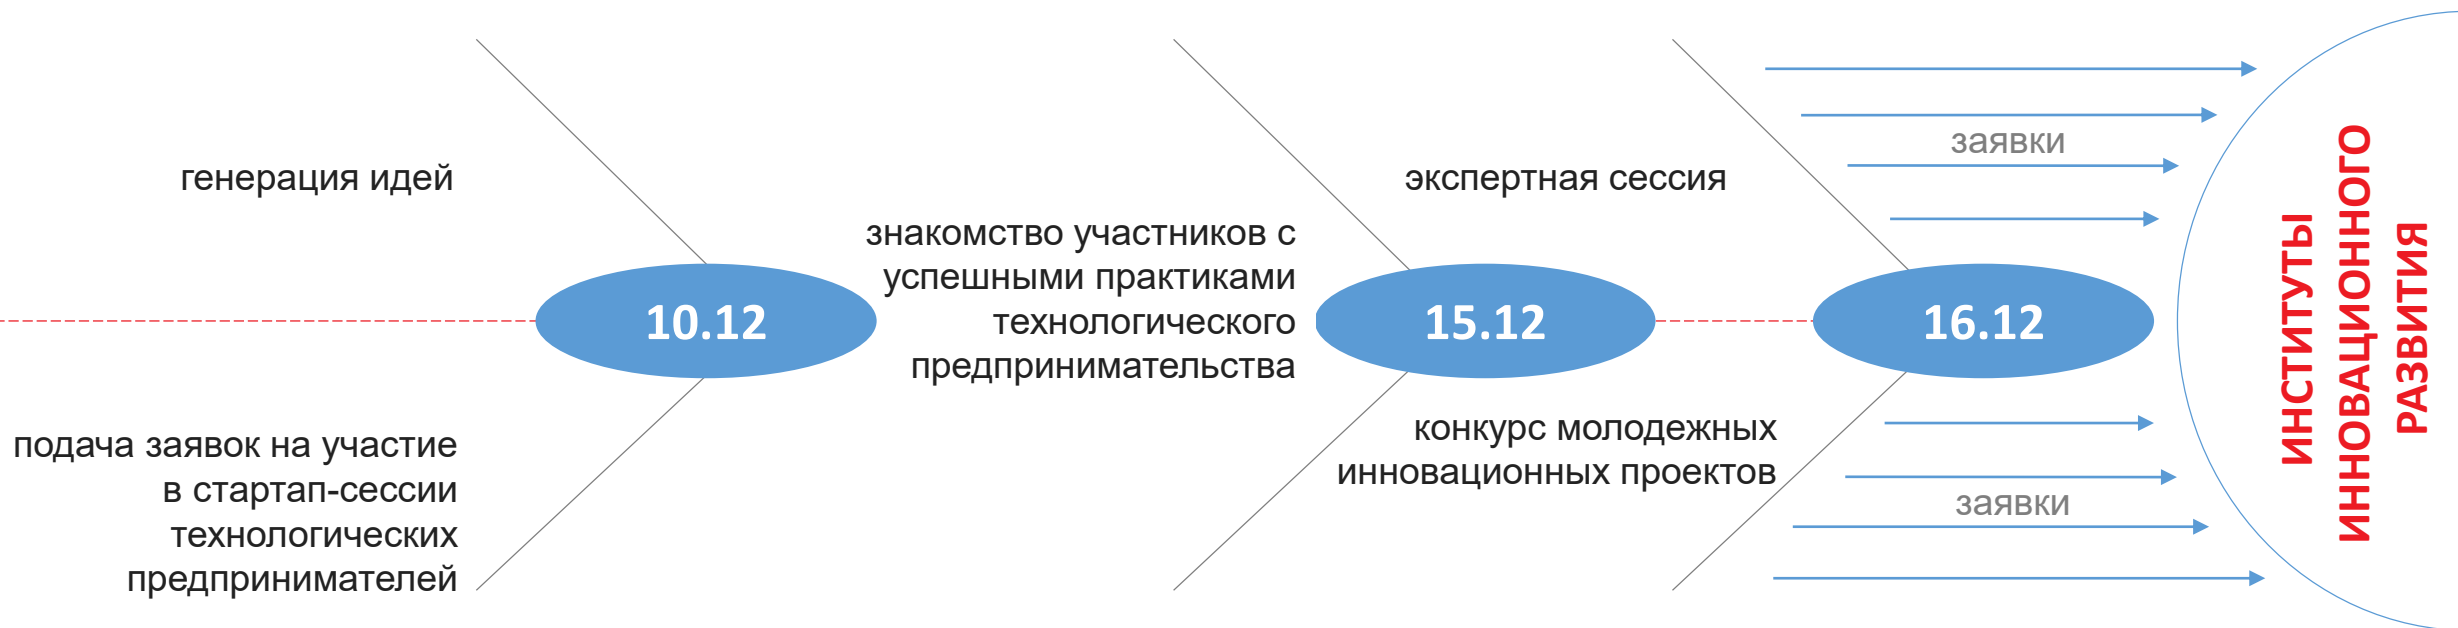 генерация идей
подача заявок на участие
в стартап-сессии
технологических
предпринимателей
10.12
знакомство участников с
успешными практиками
технологического
предпринимательства
15.12
экспертная сессия
конкурс молодежных
инновационных проектов
16.12
заявки
заявки
ИНСТИТУТЫ
ИННОВАЦИОННОГО
РАЗВИТИЯ